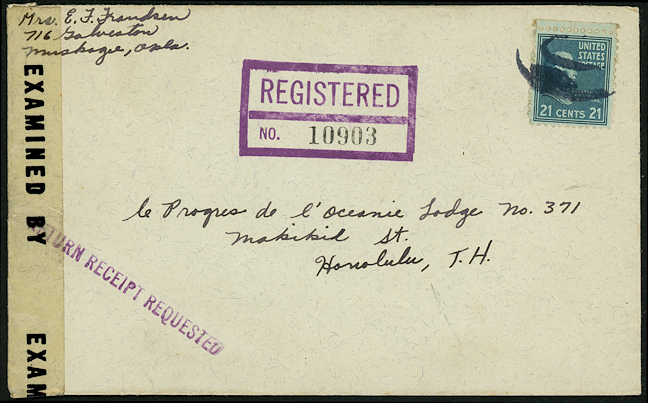 Mrs. E. F. Frandsen
716 Galveston
Muskogee, Okla.
EXAMINED BY
EXAM
REGISTERED
NO. 10903
UNITED
STATES
21 CENTS 21
le Progres de l'Oceanie Lodge No. 371
Makikid St.
Honolulu, T.H.
RETURN RECEIPT REQUESTED